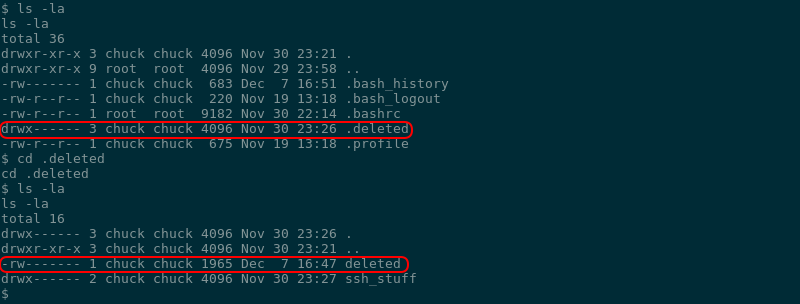 $ ls -la
ls -la
total 36
drwxr-xr-x 3 chuck chuck 4096 Nov 30 23:21 .
drwxr-xr-x 9 root  root  4096 Nov 29 23:58 ..
-rw------- 1 chuck chuck  683 Dec  7 16:51 .bash_history
-rw-r--r-- 1 chuck chuck  220 Nov 19 13:18 .bash_logout
-rw-r--r-- 1 root  root  9182 Nov 30 22:14 .bashrc
drwx------ 3 chuck chuck 4096 Nov 30 23:26 .deleted
-rw-r--r-- 1 chuck chuck  675 Nov 19 13:18 .profile
$ cd .deleted
cd .deleted
$ ls -la
ls -la
total 16
drwx------ 3 chuck chuck 4096 Nov 30 23:26 .
drwxr-xr-x 3 chuck chuck 4096 Nov 30 23:21 ..
-rw------- 1 chuck chuck 1965 Dec  7 16:47 deleted
drwx------ 2 chuck chuck 4096 Nov 30 23:27 ssh_stuff
$